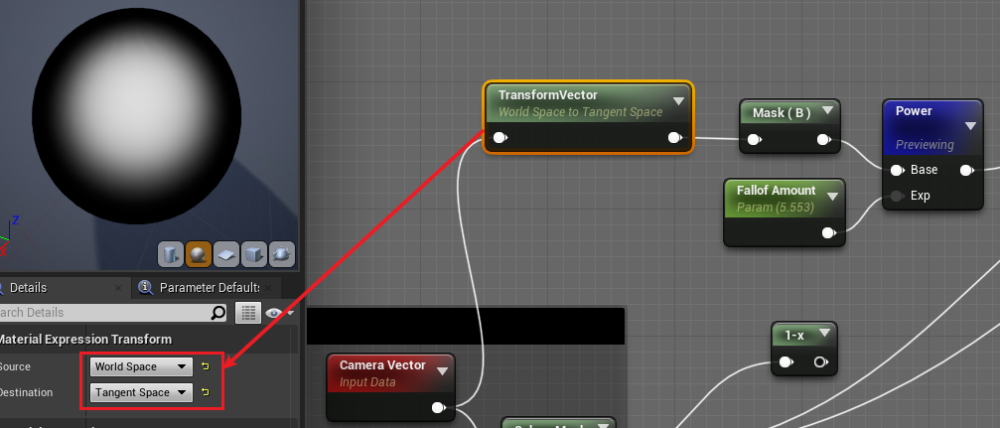 TransformVector
World Space to Tangent Space
Mask ( B )
Power
Previewing
Base
Exp
Fallof Amount
Param (5.553)
Z
X
Details
Parameter Defaults
arch Details
Material Expression Transform
Source
World Space
Destination
Tangent Space
Camera Vector
Input Data
1-x